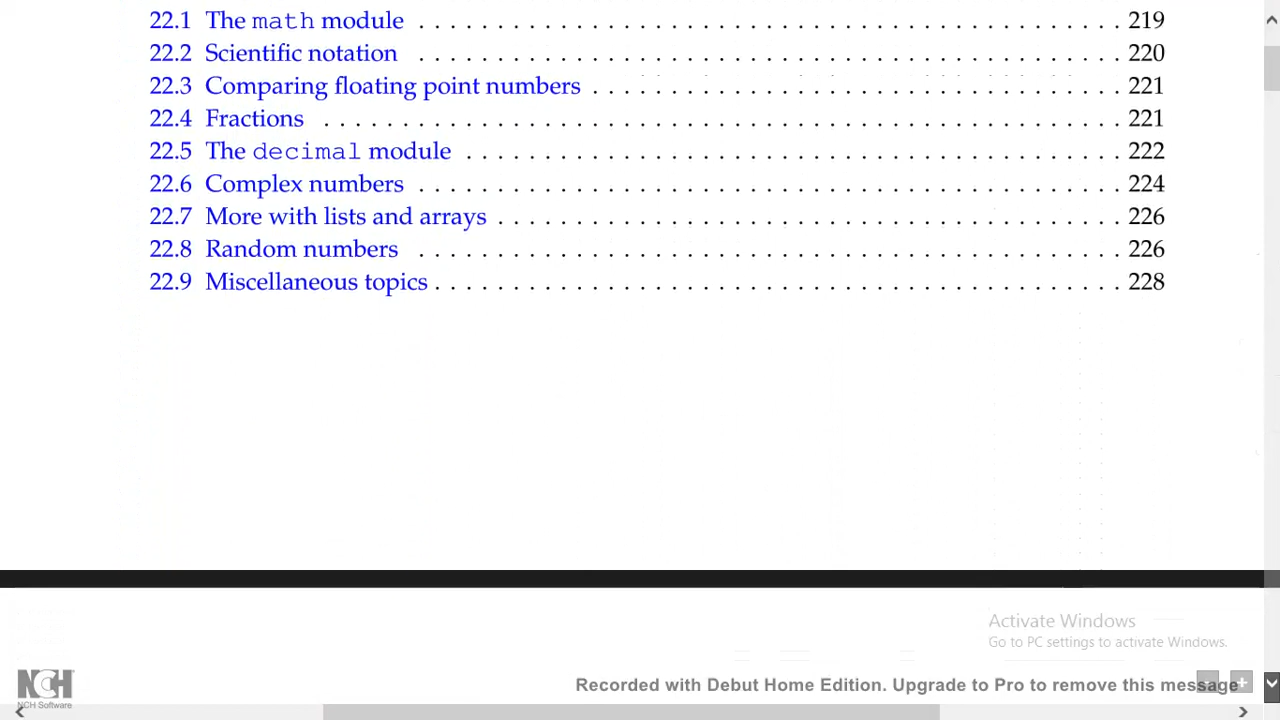 22.1 The math module . . . . . . . . . . . . . . . . . . . . . . . . . . . . . . . . . . . . . . . . . . . . 219
22.2 Scientific notation . . . . . . . . . . . . . . . . . . . . . . . . . . . . . . . . . . . . . . . . . . . . 220
22.3 Comparing floating point numbers . . . . . . . . . . . . . . . . . . . . . . . . . . . . . . . . . 221
22.4 Fractions . . . . . . . . . . . . . . . . . . . . . . . . . . . . . . . . . . . . . . . . . . . . . . . . . . 221
22.5 The decimal module . . . . . . . . . . . . . . . . . . . . . . . . . . . . . . . . . . . . . . . . . 222
22.6 Complex numbers . . . . . . . . . . . . . . . . . . . . . . . . . . . . . . . . . . . . . . . . . . . . 224
22.7 More with lists and arrays . . . . . . . . . . . . . . . . . . . . . . . . . . . . . . . . . . . . . . . 226
22.8 Random numbers . . . . . . . . . . . . . . . . . . . . . . . . . . . . . . . . . . . . . . . . . . . . 226
22.9 Miscellaneous topics . . . . . . . . . . . . . . . . . . . . . . . . . . . . . . . . . . . . . . . . . . . 228
Activate Windows
Go to PC settings to activate Windows.
NCH
NCH Software
Recorded with Debut Home Edition. Upgrade to Pro to remove this message